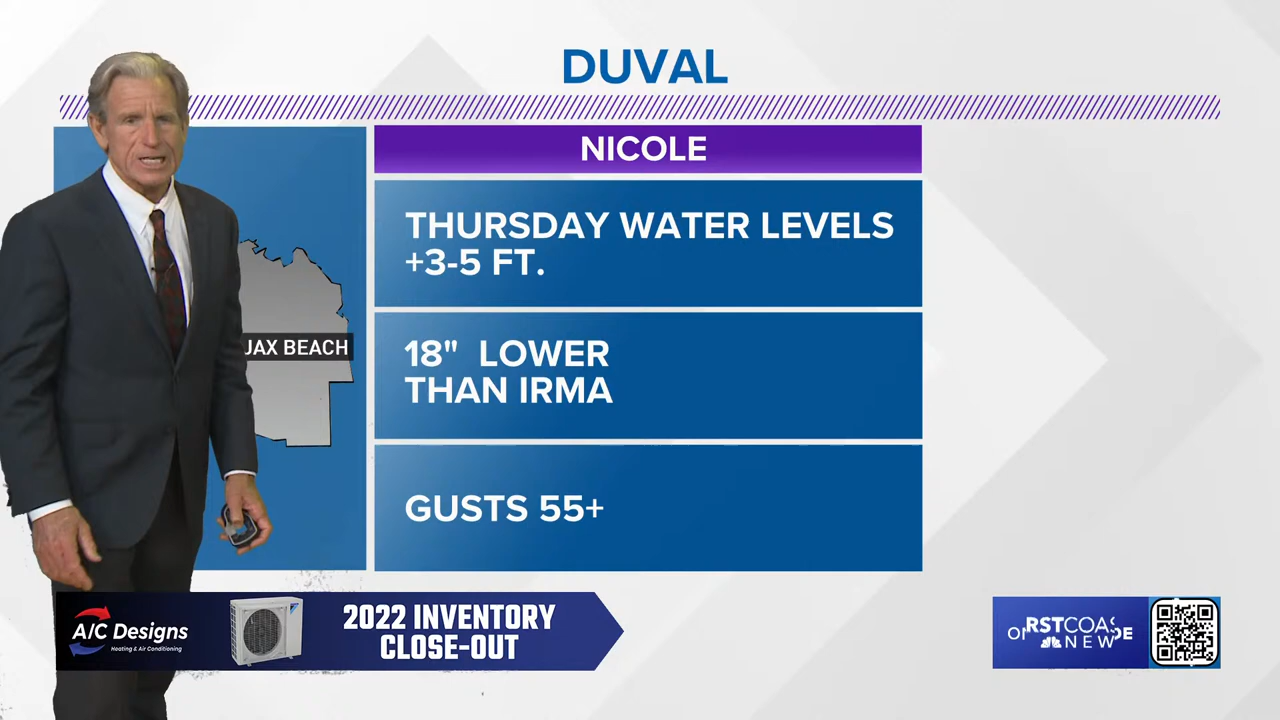 DUVAL
NICOLE
THURSDAY WATER LEVELS
+3-5 FT.
JAX BEACH
18" LOWER
THAN IRMA
GUSTS 55+
A/C Designs
Heating & Air Conditioning
2022 INVENTORY
CLOSE-OUT
NEW